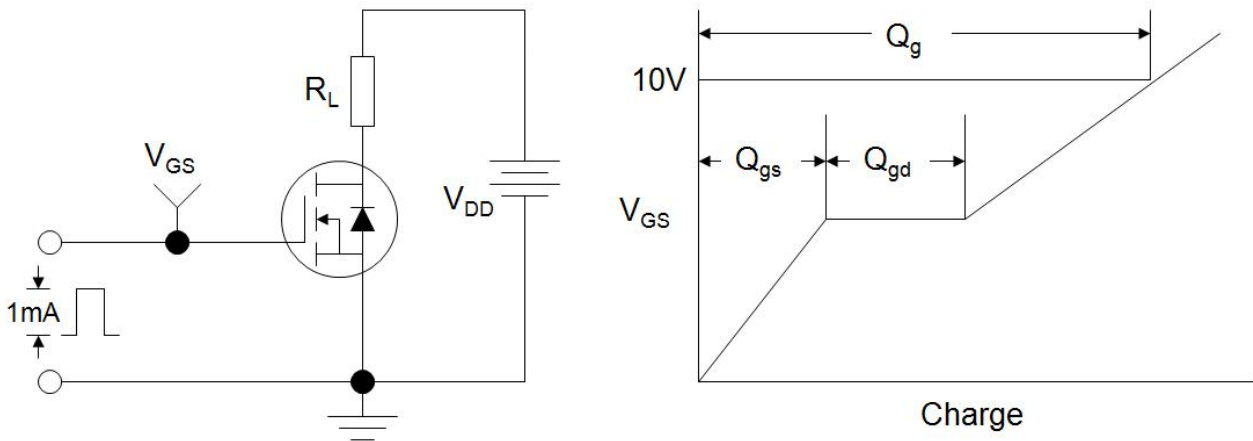 R_L
V_GS
V_DD
1mA
Q_g
10V
Q_gs
Q_gd
V_GS
Charge